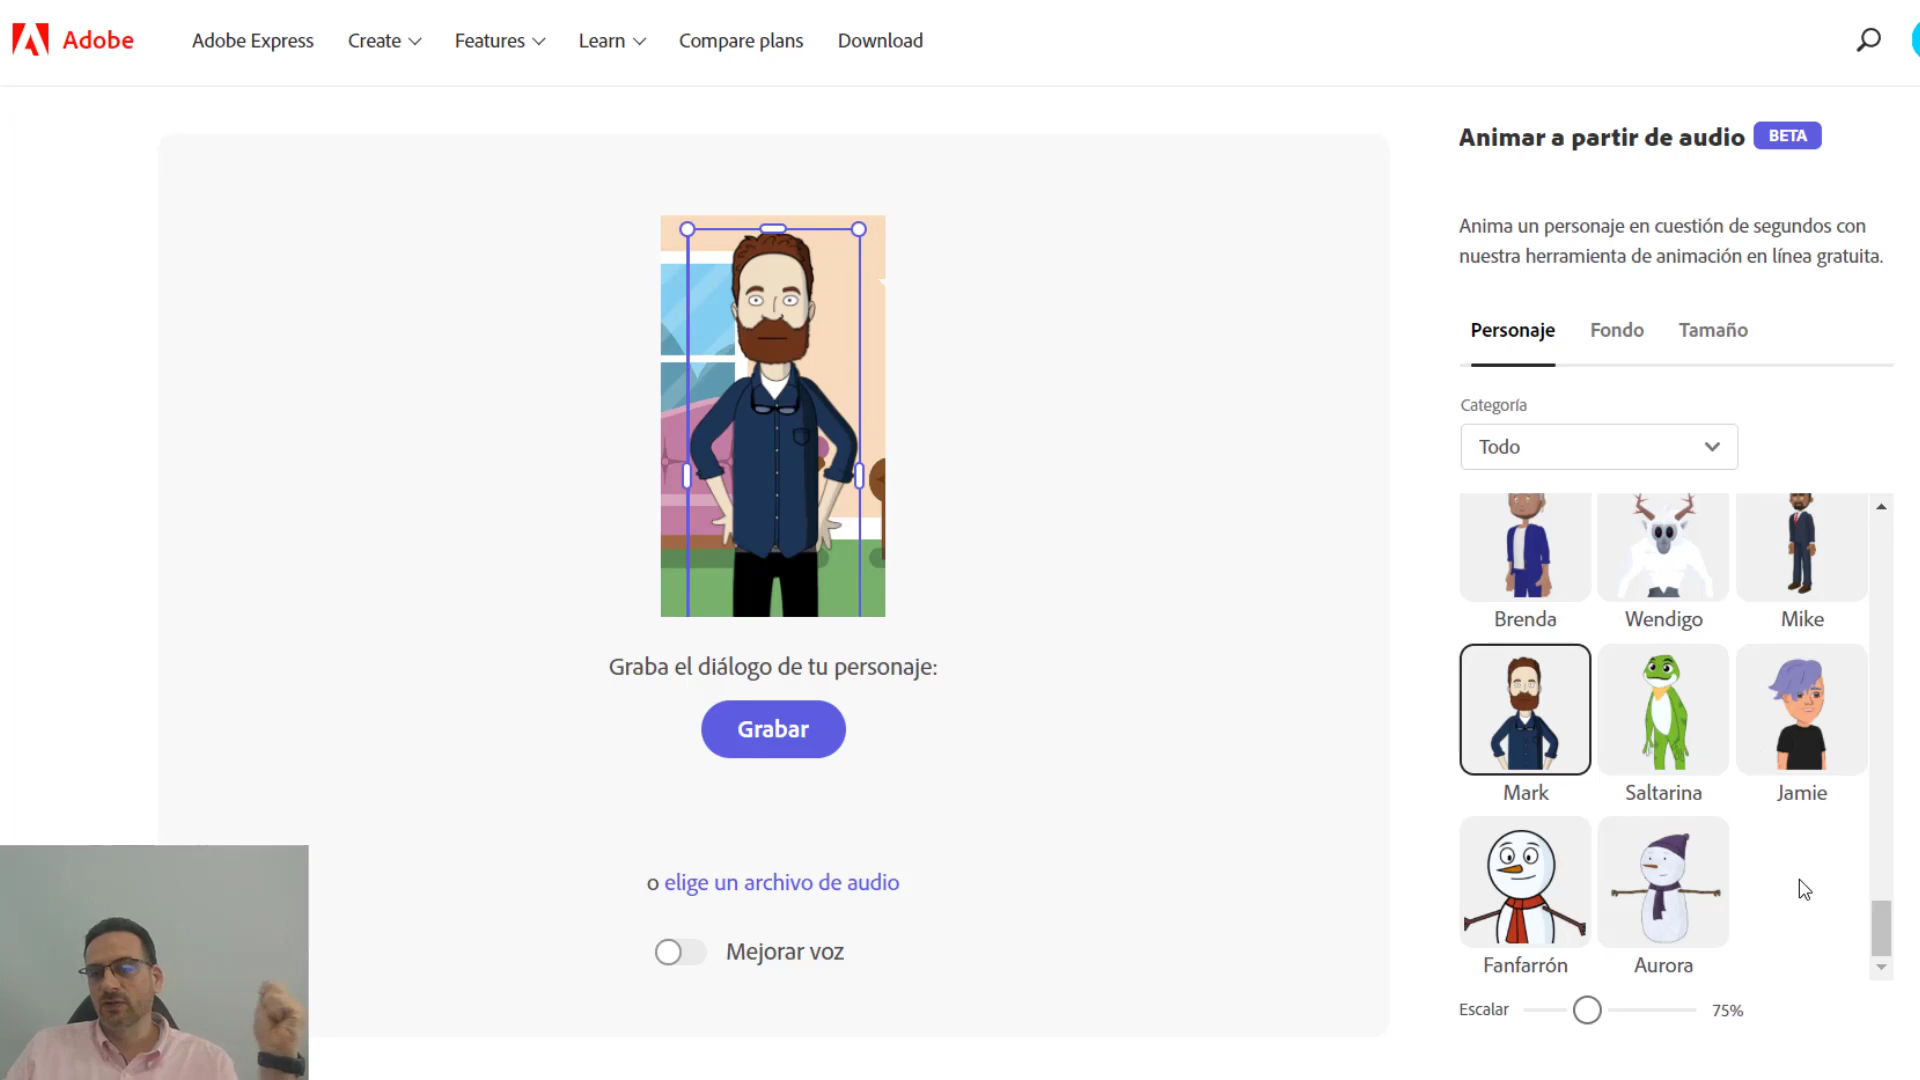 Adobe
Adobe Express
Create
Features
Learn
Compare plans
Download
Animar a partir de audio
BETA
Anima un personaje en cuestión de segundos con
nuestra herramienta de animación en línea gratuita.
Personaje
Fondo
Tamaño
Categoría
Todo
Brenda
Wendigo
Mike
Mark
Saltarina
Jamie
Fanfarrón
Aurora
Escalar
75%
Graba el diálogo de tu personaje:
Grabar
o elige un archivo de audio
Mejorar voz